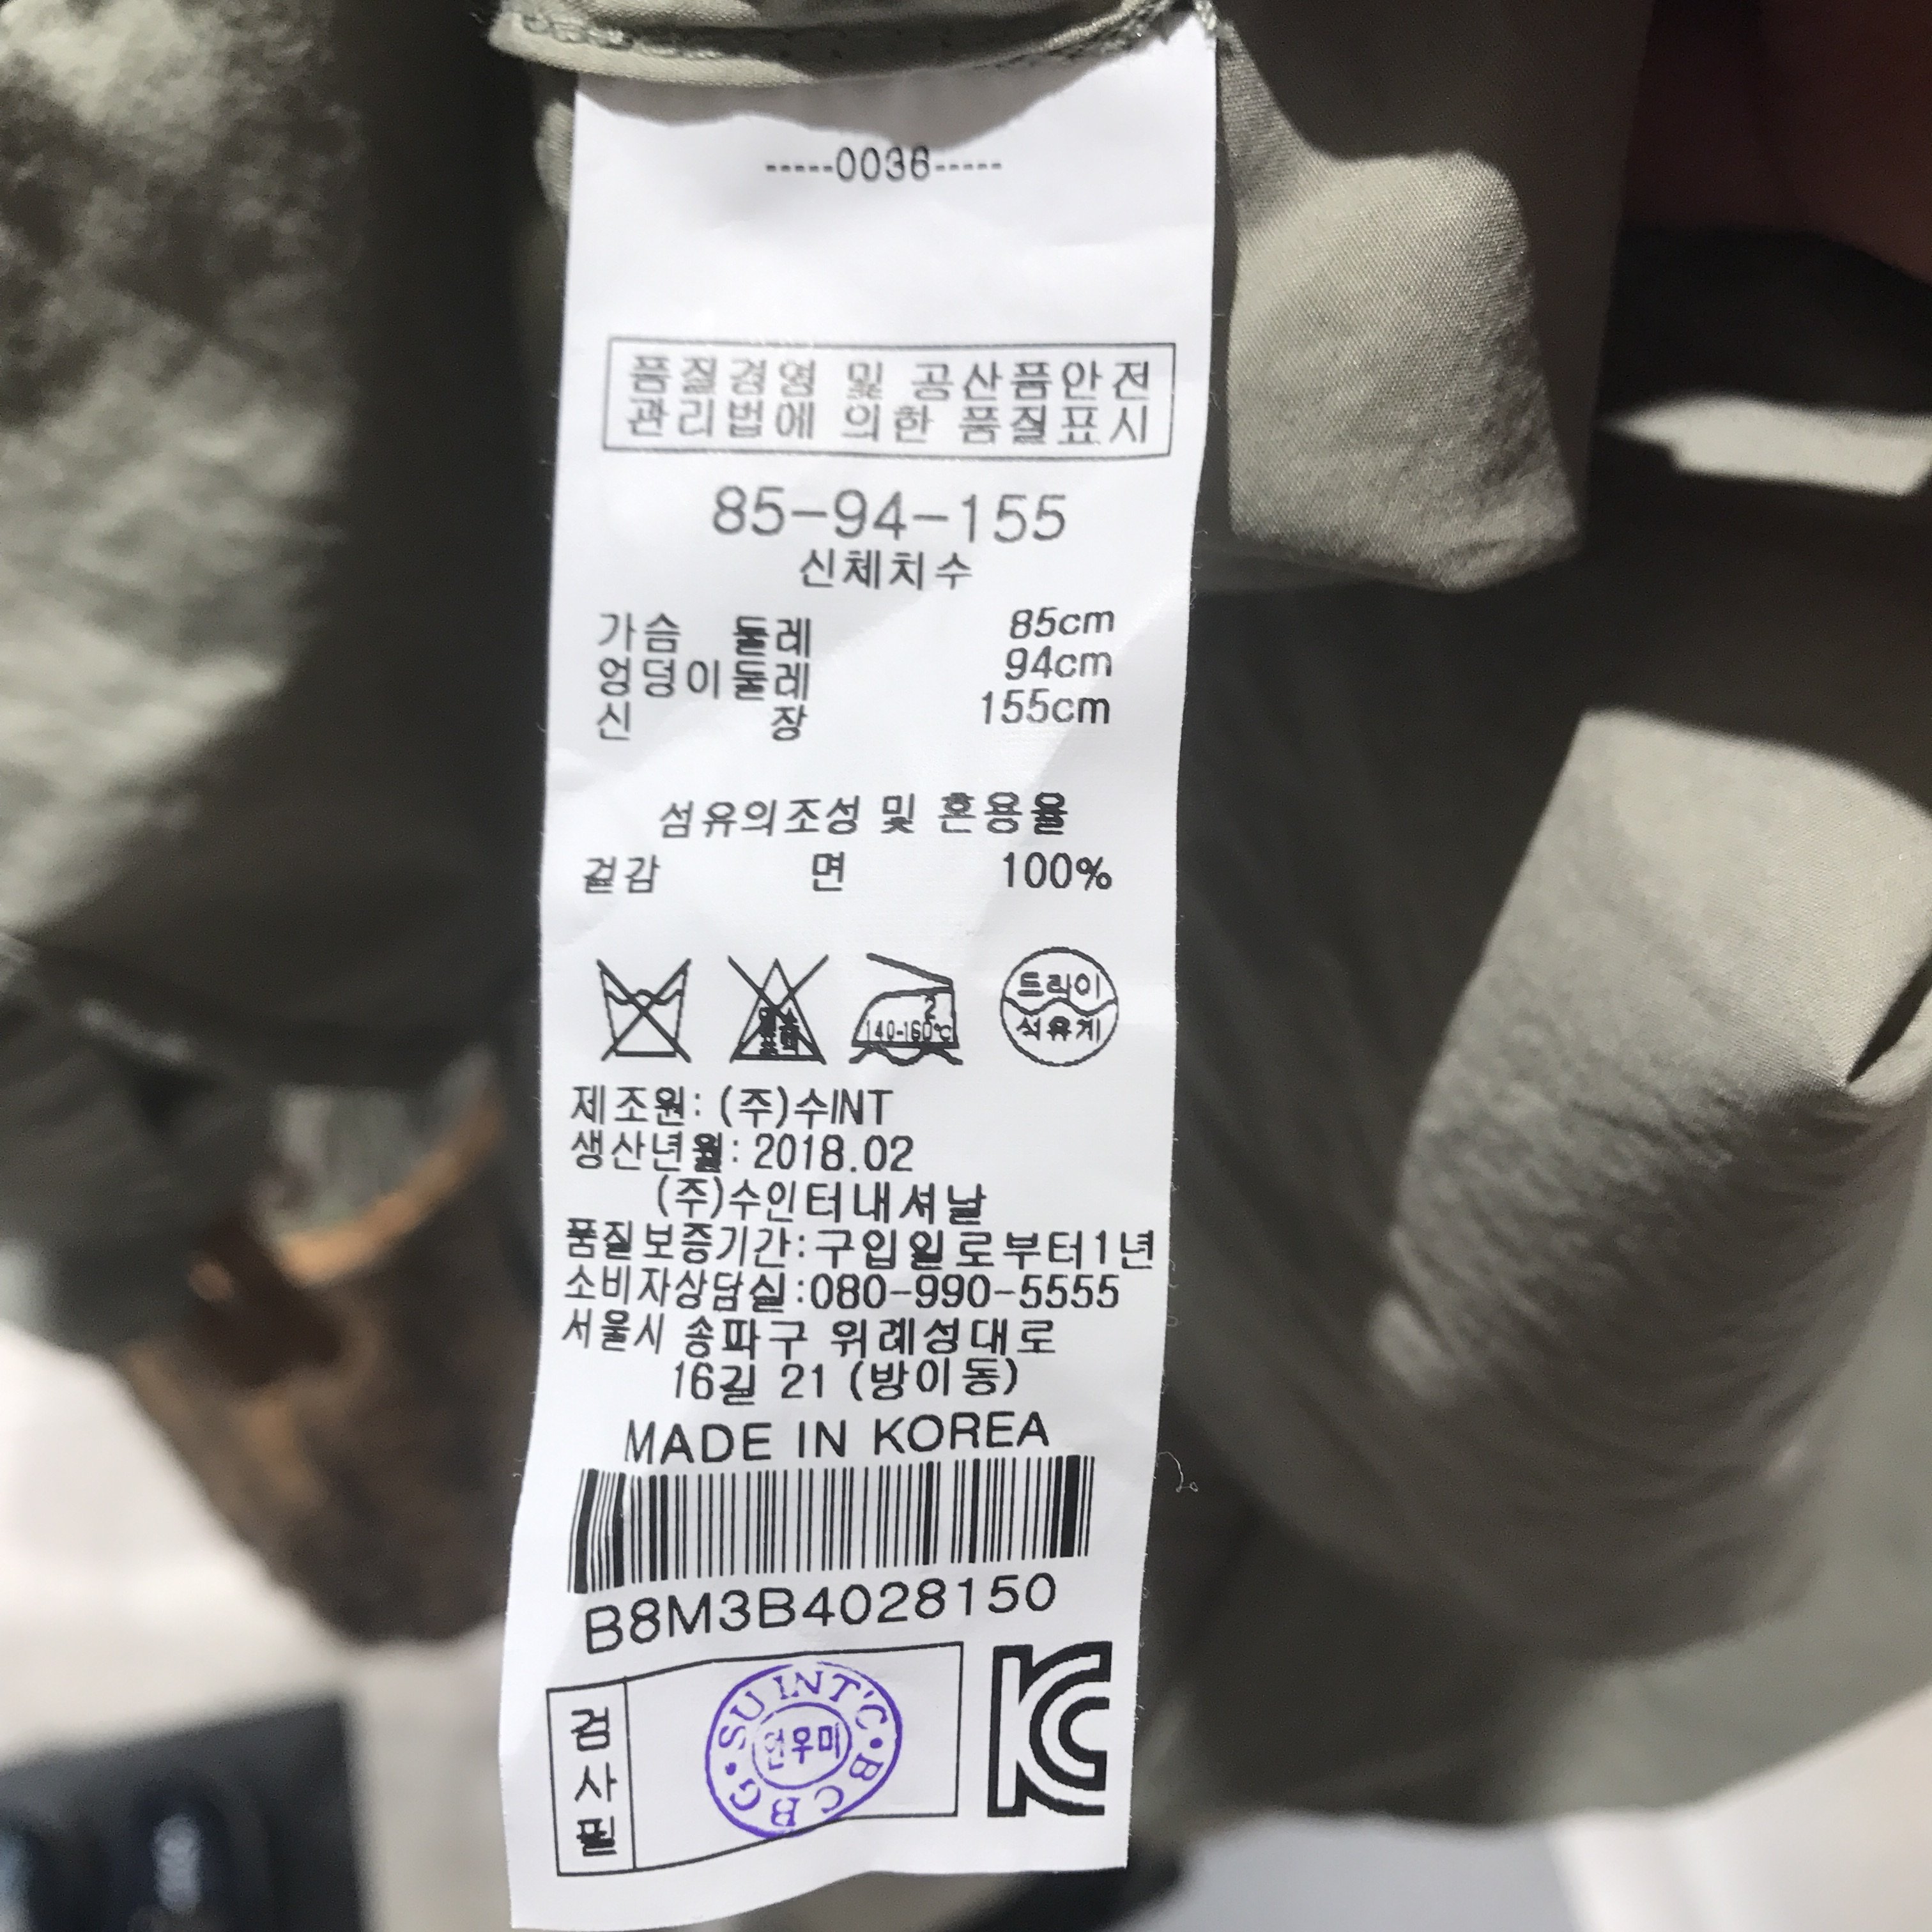 -----0036-----
품질경영 및 공산품안전
관리법에 의한 품질표시
85-94-155
신체치수
가슴 둘레 85cm
엉덩이둘레 94cm
신 장 155cm
섬유의조성 및 혼용율
겉감 면 100%
2
140-160℃
드라이
석유계
제조원: (주)수INT
생산년월: 2018.02
(주)수인터내셔날
품질보증기간:구입일로부터1년
소비자상담실:080-990-5555
서울시 송파구 위례성대로
16길 21 (방이동)
MADE IN KOREA
B8M3B4028150
검사필
SU INT'C • BCBG •
연우미
KC